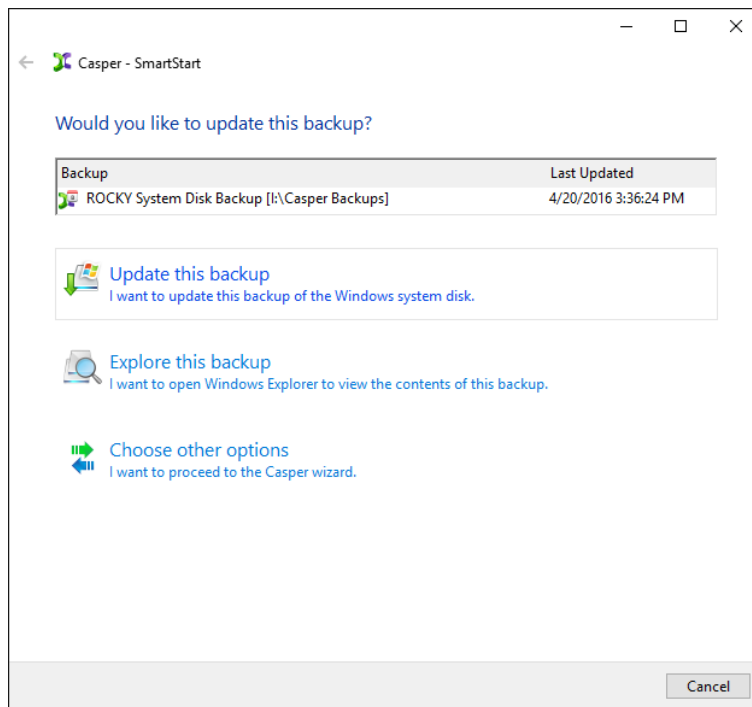 Casper - SmartStart
Would you like to update this backup?
Backup Last Updated
ROCKY System Disk Backup [I:\Casper Backups] 4/20/2016 3:36:24 PM
Update this backup
I want to update this backup of the Windows system disk.
Explore this backup
I want to open Windows Explorer to view the contents of this backup.
Choose other options
I want to proceed to the Casper wizard.
Cancel